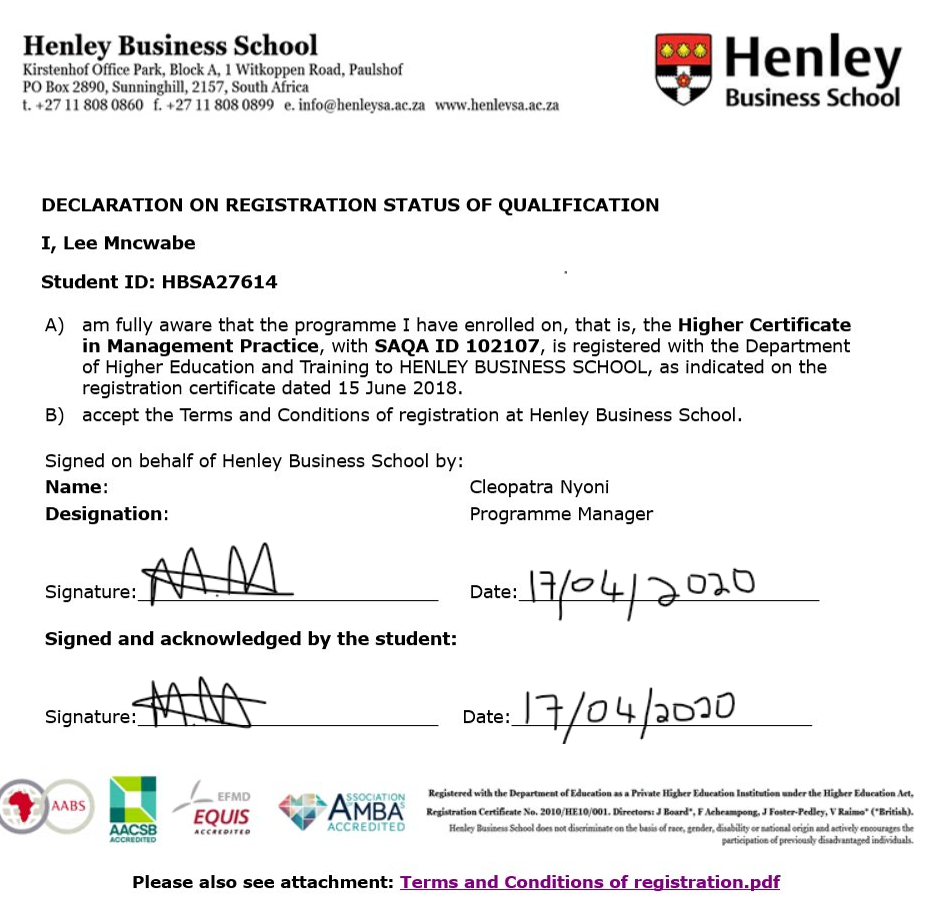 Henley Business School
Kirstenhof Office Park, Block A, 1 Witkoppen Road, Paulshof
PO Box 2890, Sunninghill, 2157, South Africa
t. +27 11 808 0860 f. +27 11 808 0899 e. info@henleysa.ac.za www.henlevsa.ac.za
Henley
Business School
DECLARATION ON REGISTRATION STATUS OF QUALIFICATION
I, Lee Mncwabe
Student ID: HBSA27614
A) am fully aware that the programme I have enrolled on, that is, the Higher Certificate
in Management Practice, with SAQA ID 102107, is registered with the Department
of Higher Education and Training to HENLEY BUSINESS SCHOOL, as indicated on the
registration certificate dated 15 June 2018.
B) accept the Terms and Conditions of registration at Henley Business School.
Signed on behalf of Henley Business School by:
Name: Cleopatra Nyoni
Designation: Programme Manager
Signature: Date: 17/04/2020
Signed and acknowledged by the student:
Signature: Date: 17/04/2020
AABS
AACSB
ACCREDITED
EFMD
EQUIS
ACCREDITED
ASSOCIATION
AMBAs
ACCREDITED
Registered with the Department of Education as a Private Higher Education Institution under the Higher Education Act,
Registration Certificate No. 2010/HE10/001. Directors: J Board*, F Acheampong, J Foster-Pedley, V Raimo* (*British).
Henley Business School does not discriminate on the basis of race, gender, disability or national origin and actively encourages the
participation of previously disadvantaged individuals.
Please also see attachment: Terms and Conditions of registration.pdf